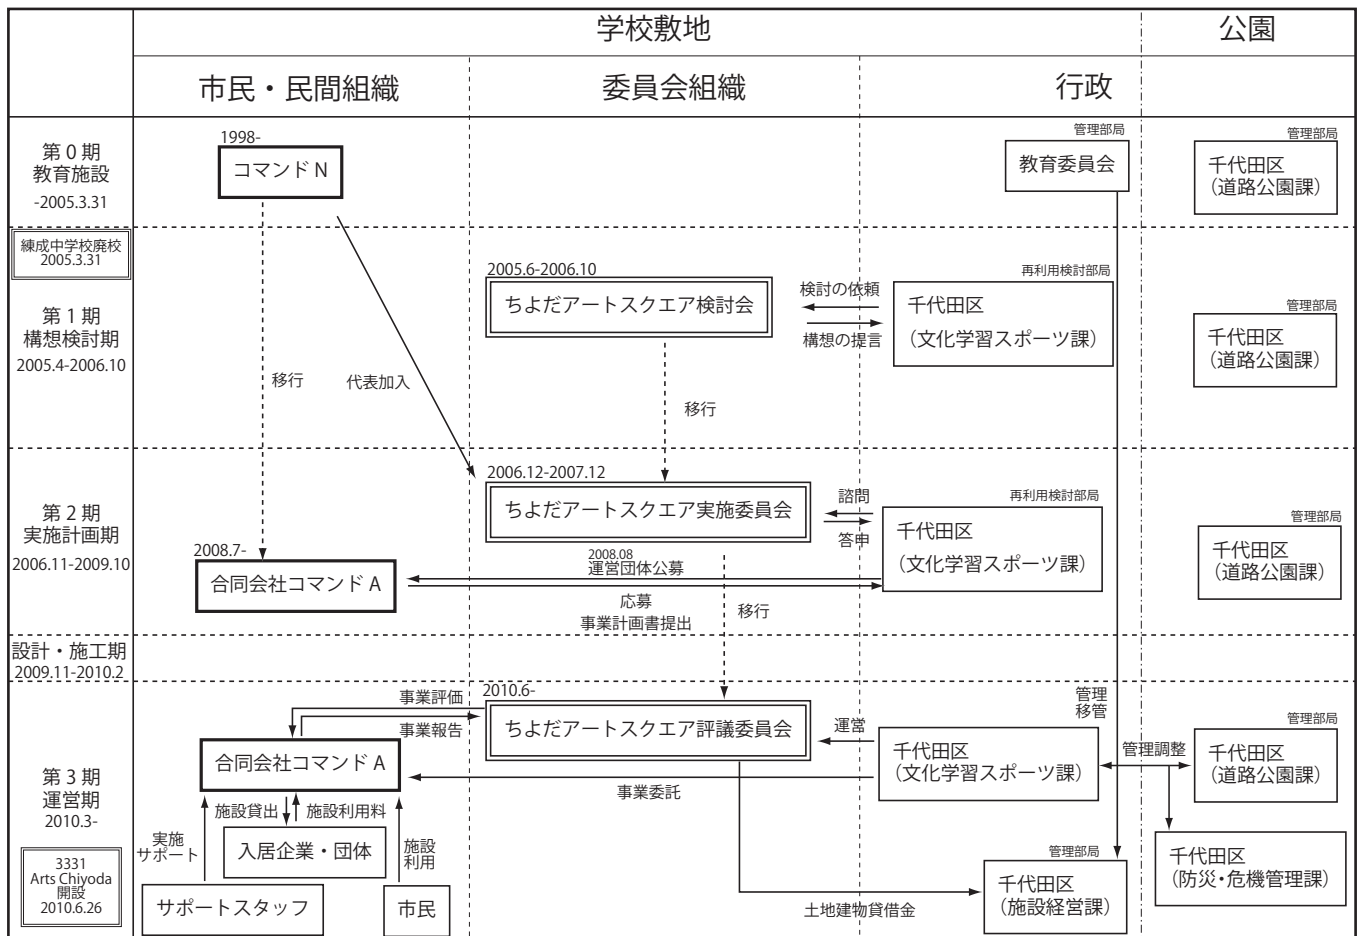 学校敷地
公園
市民・民間組織
委員会組織
行政
第 0 期
教育施設
-2005.3.31
1998-
コマンド N
管理部局
教育委員会
管理部局
千代田区
（道路公園課）
練成中学校廃校
2005.3.31
第 1 期
構想検討期
2005.4-2006.10
移行
代表加入
2005.6-2006.10
ちよだアートスクエア検討会
検討の依頼
構想の提言
移行
再利用検討部局
千代田区
（文化学習スポーツ課）
管理部局
千代田区
（道路公園課）
第 2 期
実施計画期
2006.11-2009.10
2006.12-2007.12
ちよだアートスクエア実施委員会
諮問
答申
再利用検討部局
千代田区
（文化学習スポーツ課）
管理部局
千代田区
（道路公園課）
2008.7-
合同会社コマンド A
2008.08
運営団体公募
応募
事業計画書提出
移行
設計・施工期
2009.11-2010.2
第 3 期
運営期
2010.3-
3331
Arts Chiyoda
開設
2010.6.26
事業評価
事業報告
2010.6-
ちよだアートスクエア評議委員会
運営
管理
移管
千代田区
（文化学習スポーツ課）
管理調整
管理部局
千代田区
（道路公園課）
合同会社コマンド A
事業委託
施設貸出
施設利用料
実施
サポート
入居企業・団体
施設
利用
サポートスタッフ
市民
土地建物貸借金
管理部局
千代田区
（施設経営課）
千代田区
（防災・危機管理課）